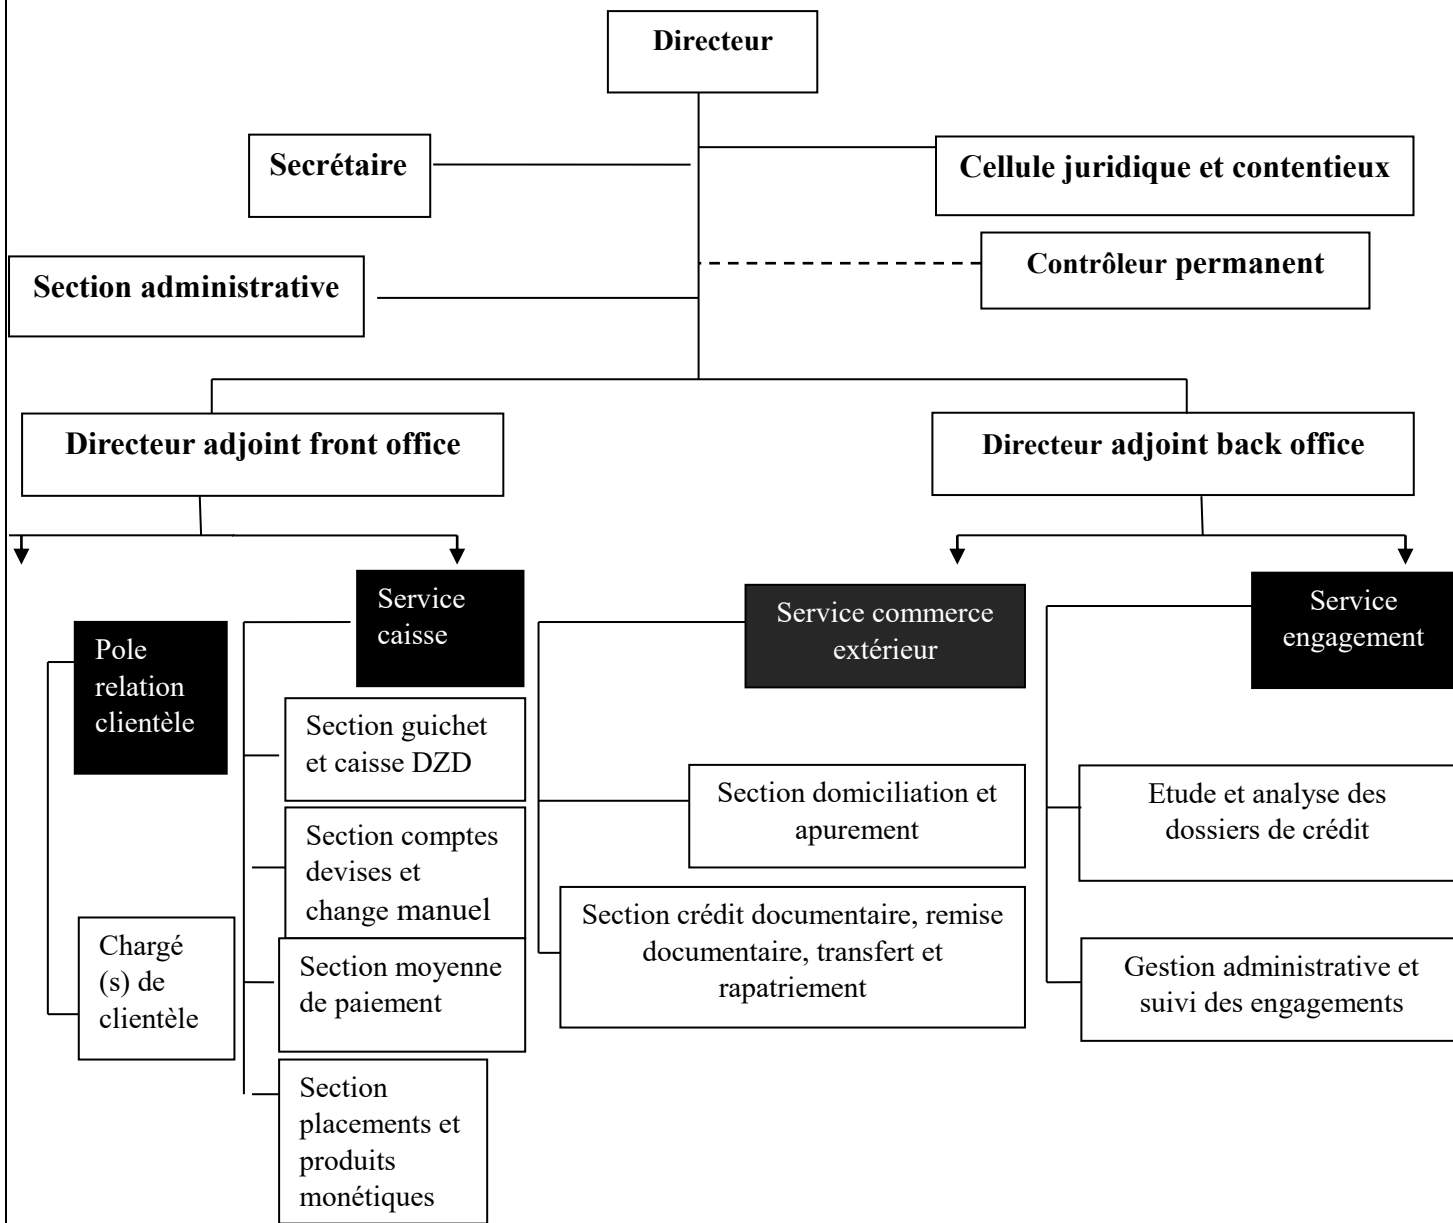 Directeur
Secrétaire
Cellule juridique et contentieux
Contrôleur permanent
Section administrative
Directeur adjoint front office
Directeur adjoint back office
Pole
relation
clientèle
Chargé
(s) de
clientèle
Service
caisse
Section guichet
et caisse DZD
Section comptes
devises et
change manuel
Section moyenne
de paiement
Section
placements et
produits
monétiques
Service commerce
extérieur
Section domiciliation et
apurement
Section crédit documentaire, remise
documentaire, transfert et
rapatriement
Service
engagement
Etude et analyse des
dossiers de crédit
Gestion administrative et
suivi des engagements